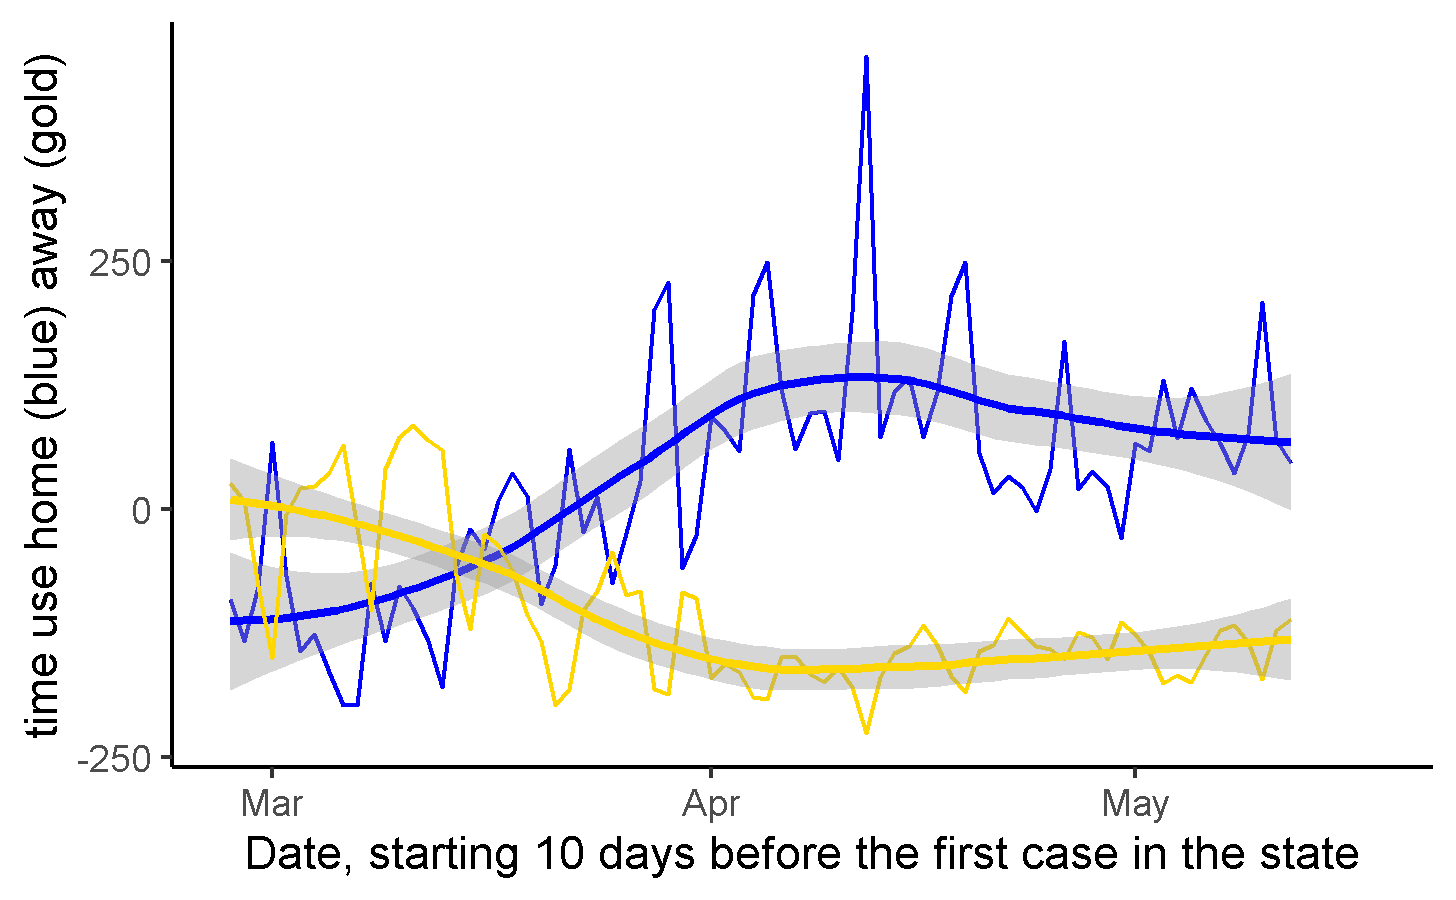 time use home (blue) away (gold)
250
0
-250
Mar
Apr
May
Date, starting 10 days before the first case in the state